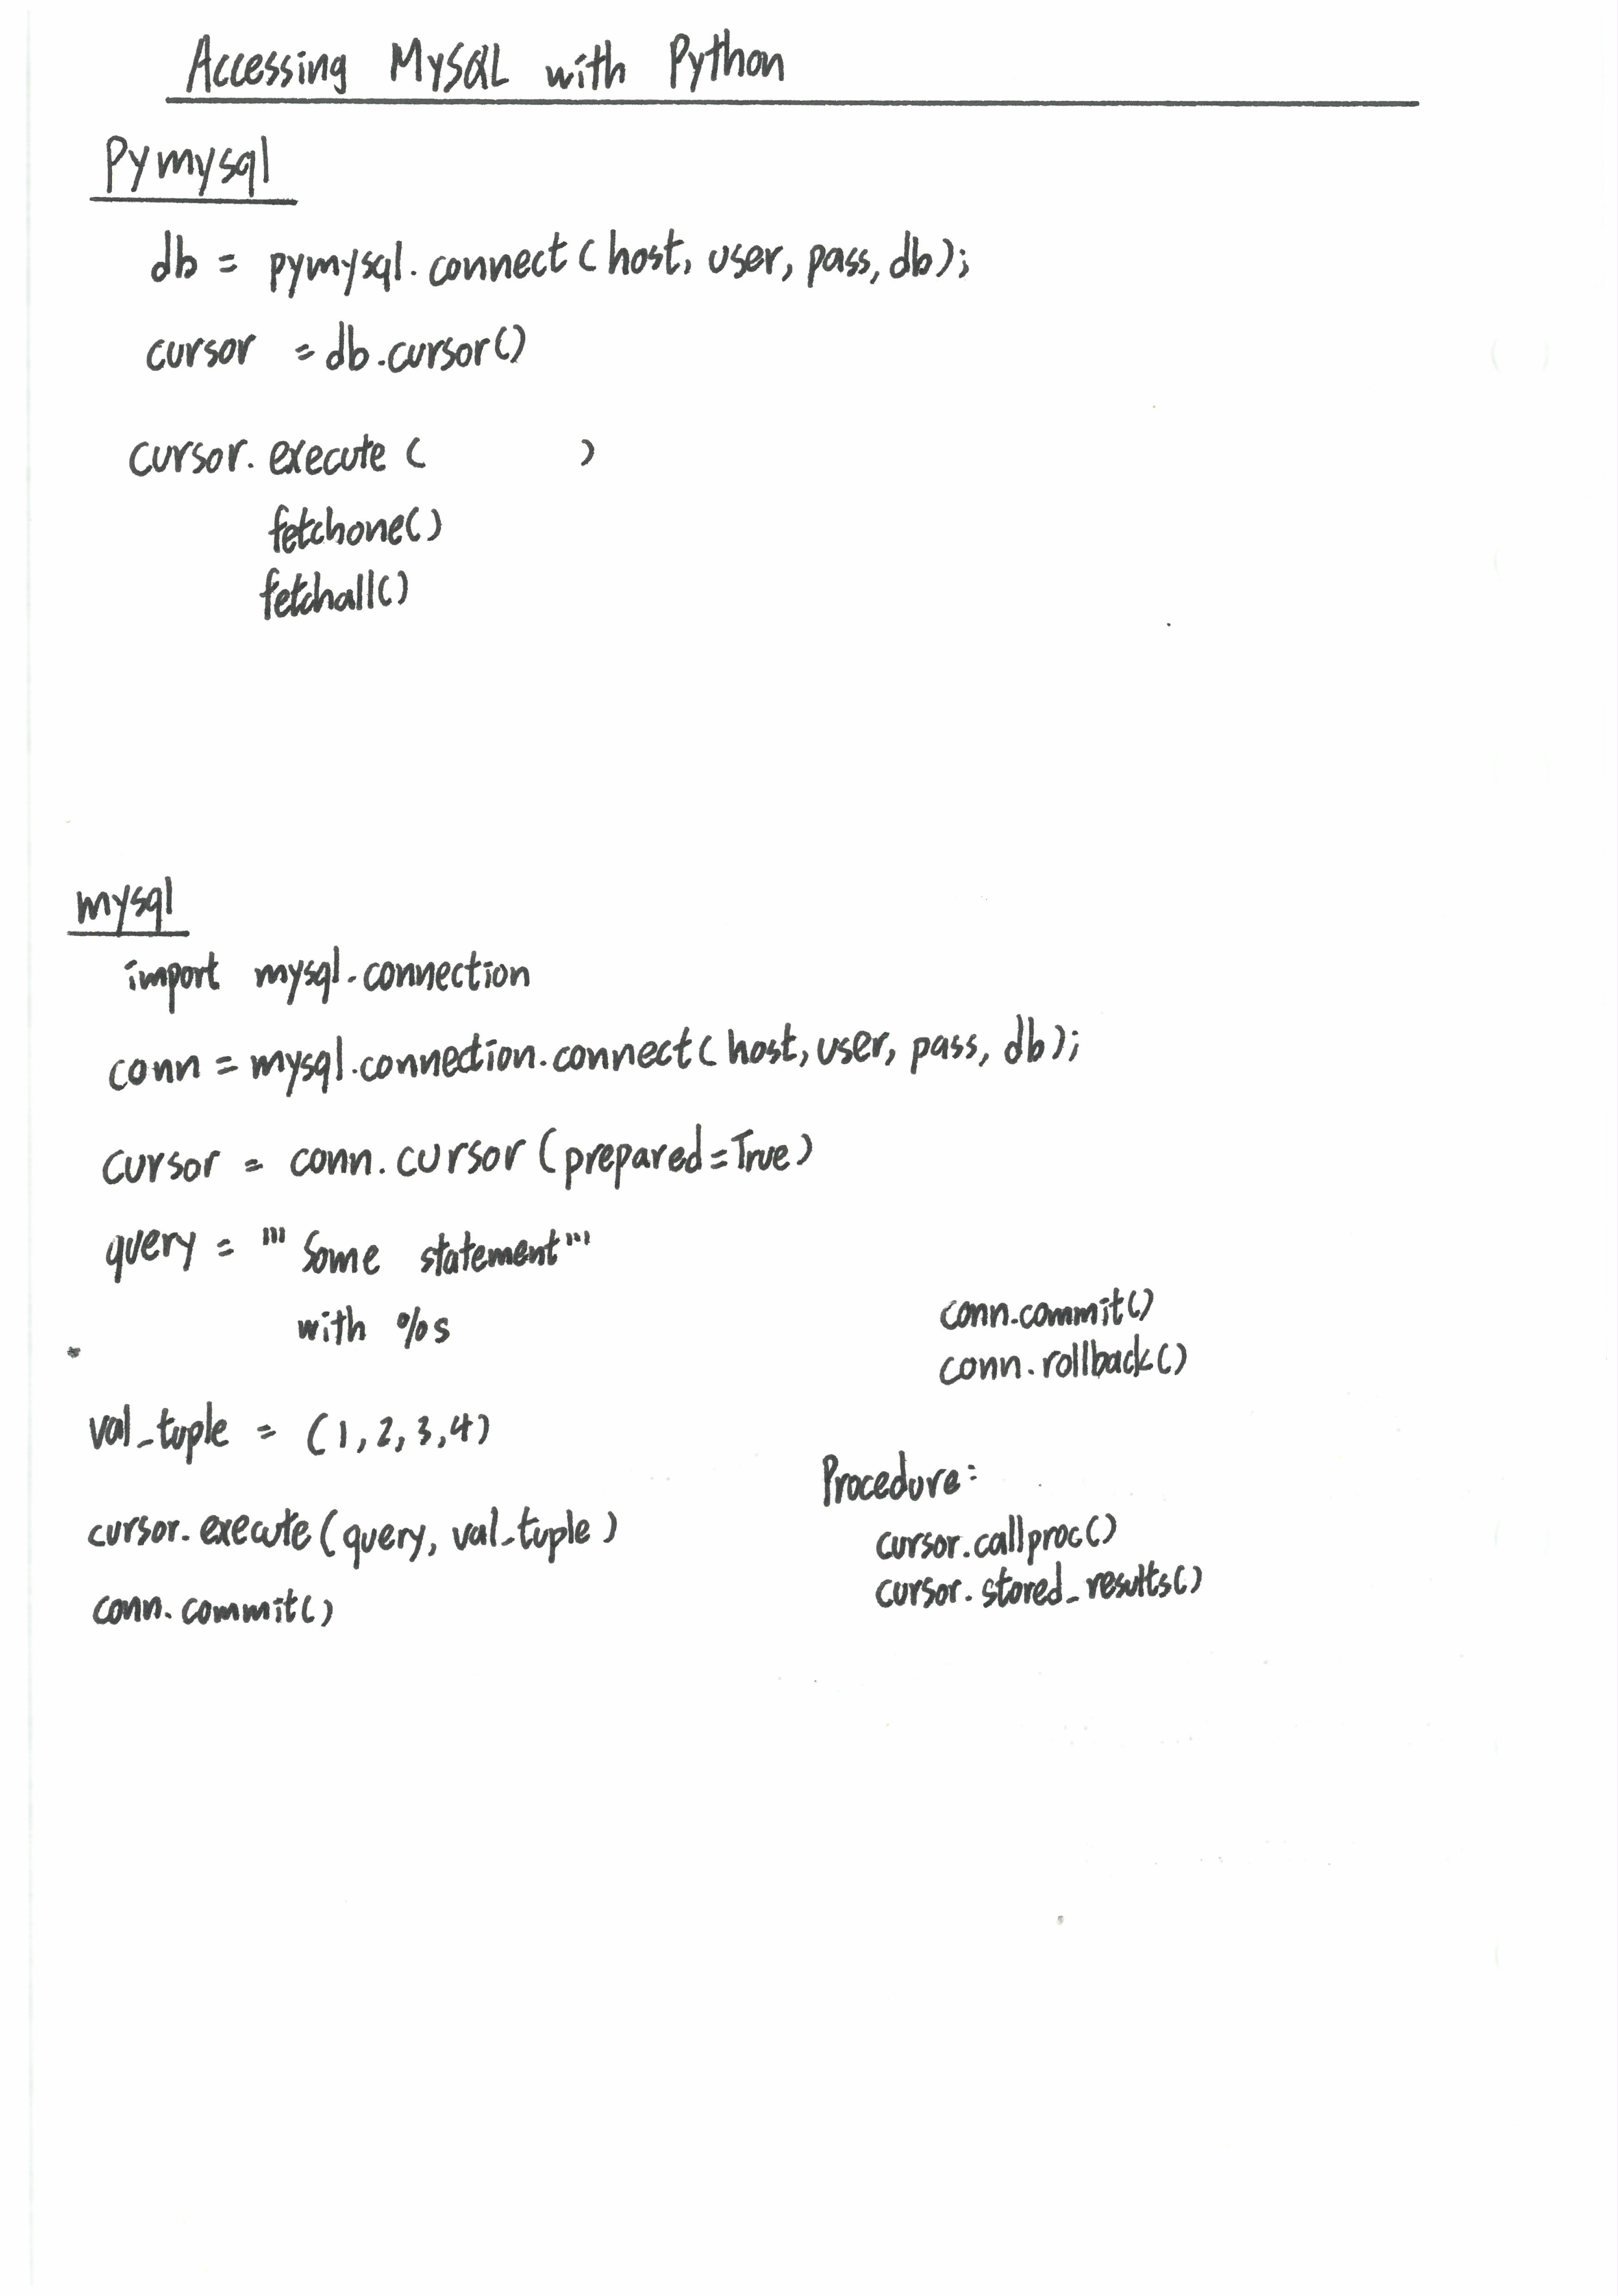 Accessing MySQL with Python
Pymysql
db = pymysql.connect(host, user, pass, db);
cursor = db.cursor()
cursor.execute( )
fetchone()
fetchall()
mysql
import mysql.connection
conn = mysql.connection.connect(host, user, pass, db);
cursor = conn.cursor(prepared=True)
query = """ Some statement"""
with %s
val_tuple = (1, 2, 3, 4)
cursor.execute(query, val_tuple)
conn.commit()
conn.commit()
conn.rollback()
Procedure:
cursor.callproc()
cursor.stored_results()